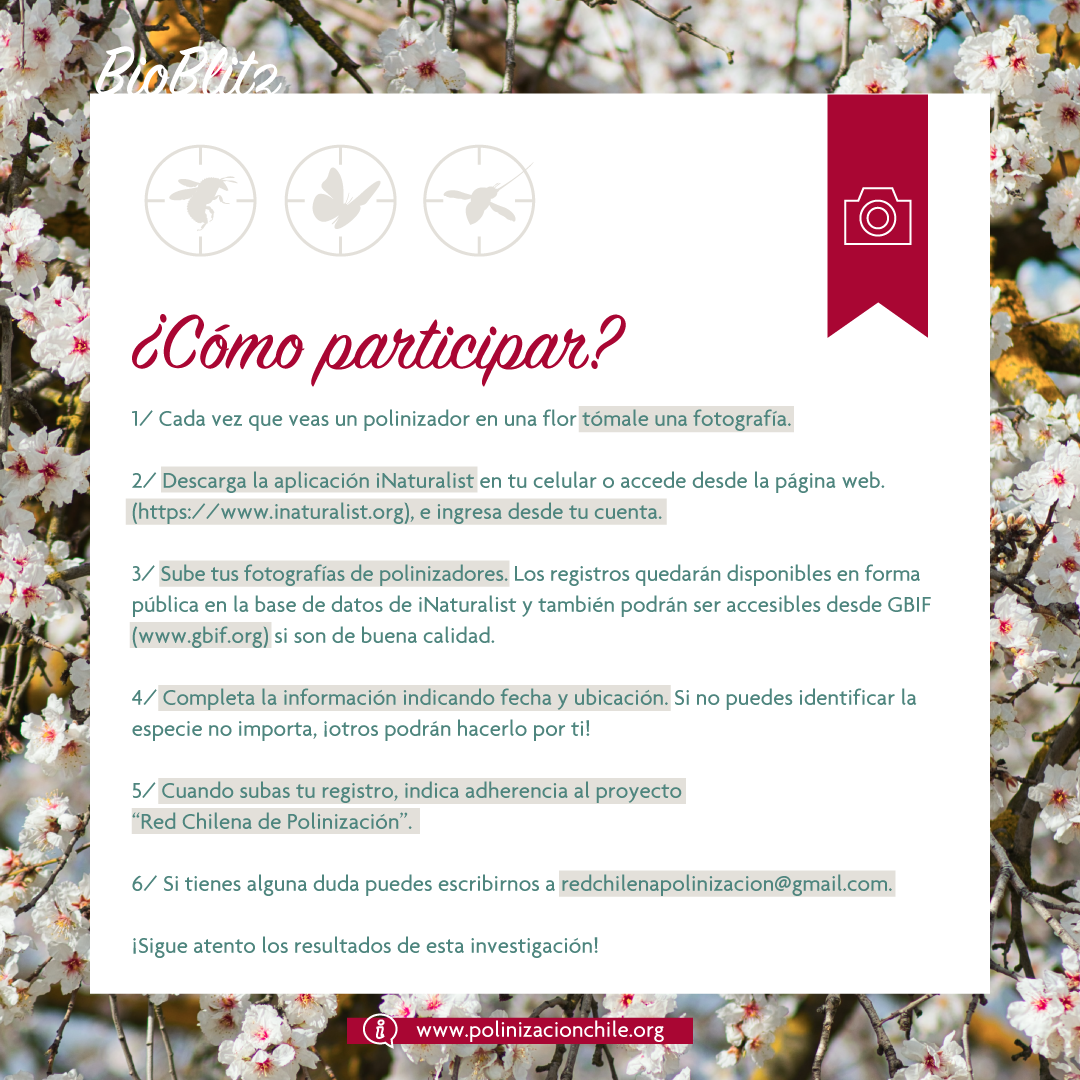 BioBlitz
¿Cómo participar?
1/ Cada vez que veas un polinizador en una flor tómale una fotografía.
2/ Descarga la aplicación iNaturalist en tu celular o accede desde la página web.
(https://www.inaturalist.org), e ingresa desde tu cuenta.
3/ Sube tus fotografías de polinizadores. Los registros quedarán disponibles en forma
pública en la base de datos de iNaturalist y también podrán ser accesibles desde GBIF
(www.gbif.org) si son de buena calidad.
4/ Completa la información indicando fecha y ubicación. Si no puedes identificar la
especie no importa, ¡otros podrán hacerlo por ti!
5/ Cuando subas tu registro, indica adherencia al proyecto
“Red Chilena de Polinización”.
6/ Si tienes alguna duda puedes escribirnos a redchilenapolinizacion@gmail.com.
¡Sigue atento los resultados de esta investigación!
www.polinizacionchile.org